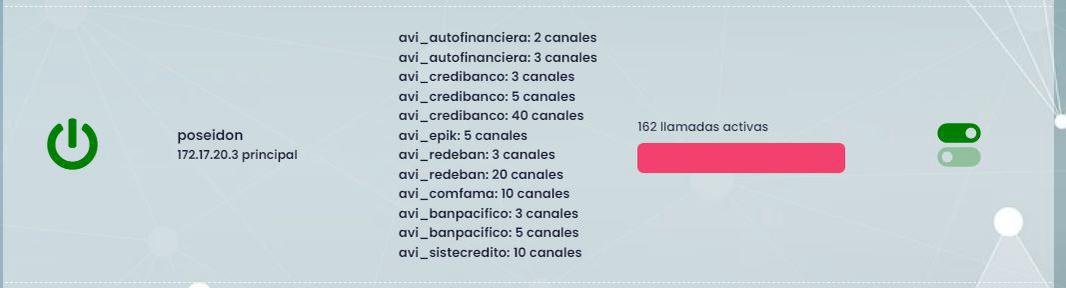 poseidon
172.17.20.3 principal
avi_autofinanciera: 2 canales
avi_autofinanciera: 3 canales
avi_credibanco: 3 canales
avi_credibanco: 5 canales
avi_credibanco: 40 canales
avi_epik: 5 canales
avi_redeban: 3 canales
avi_redeban: 20 canales
avi_comfama: 10 canales
avi_banpacifico: 3 canales
avi_banpacifico: 5 canales
avi_sistecredito: 10 canales
162 llamadas activas